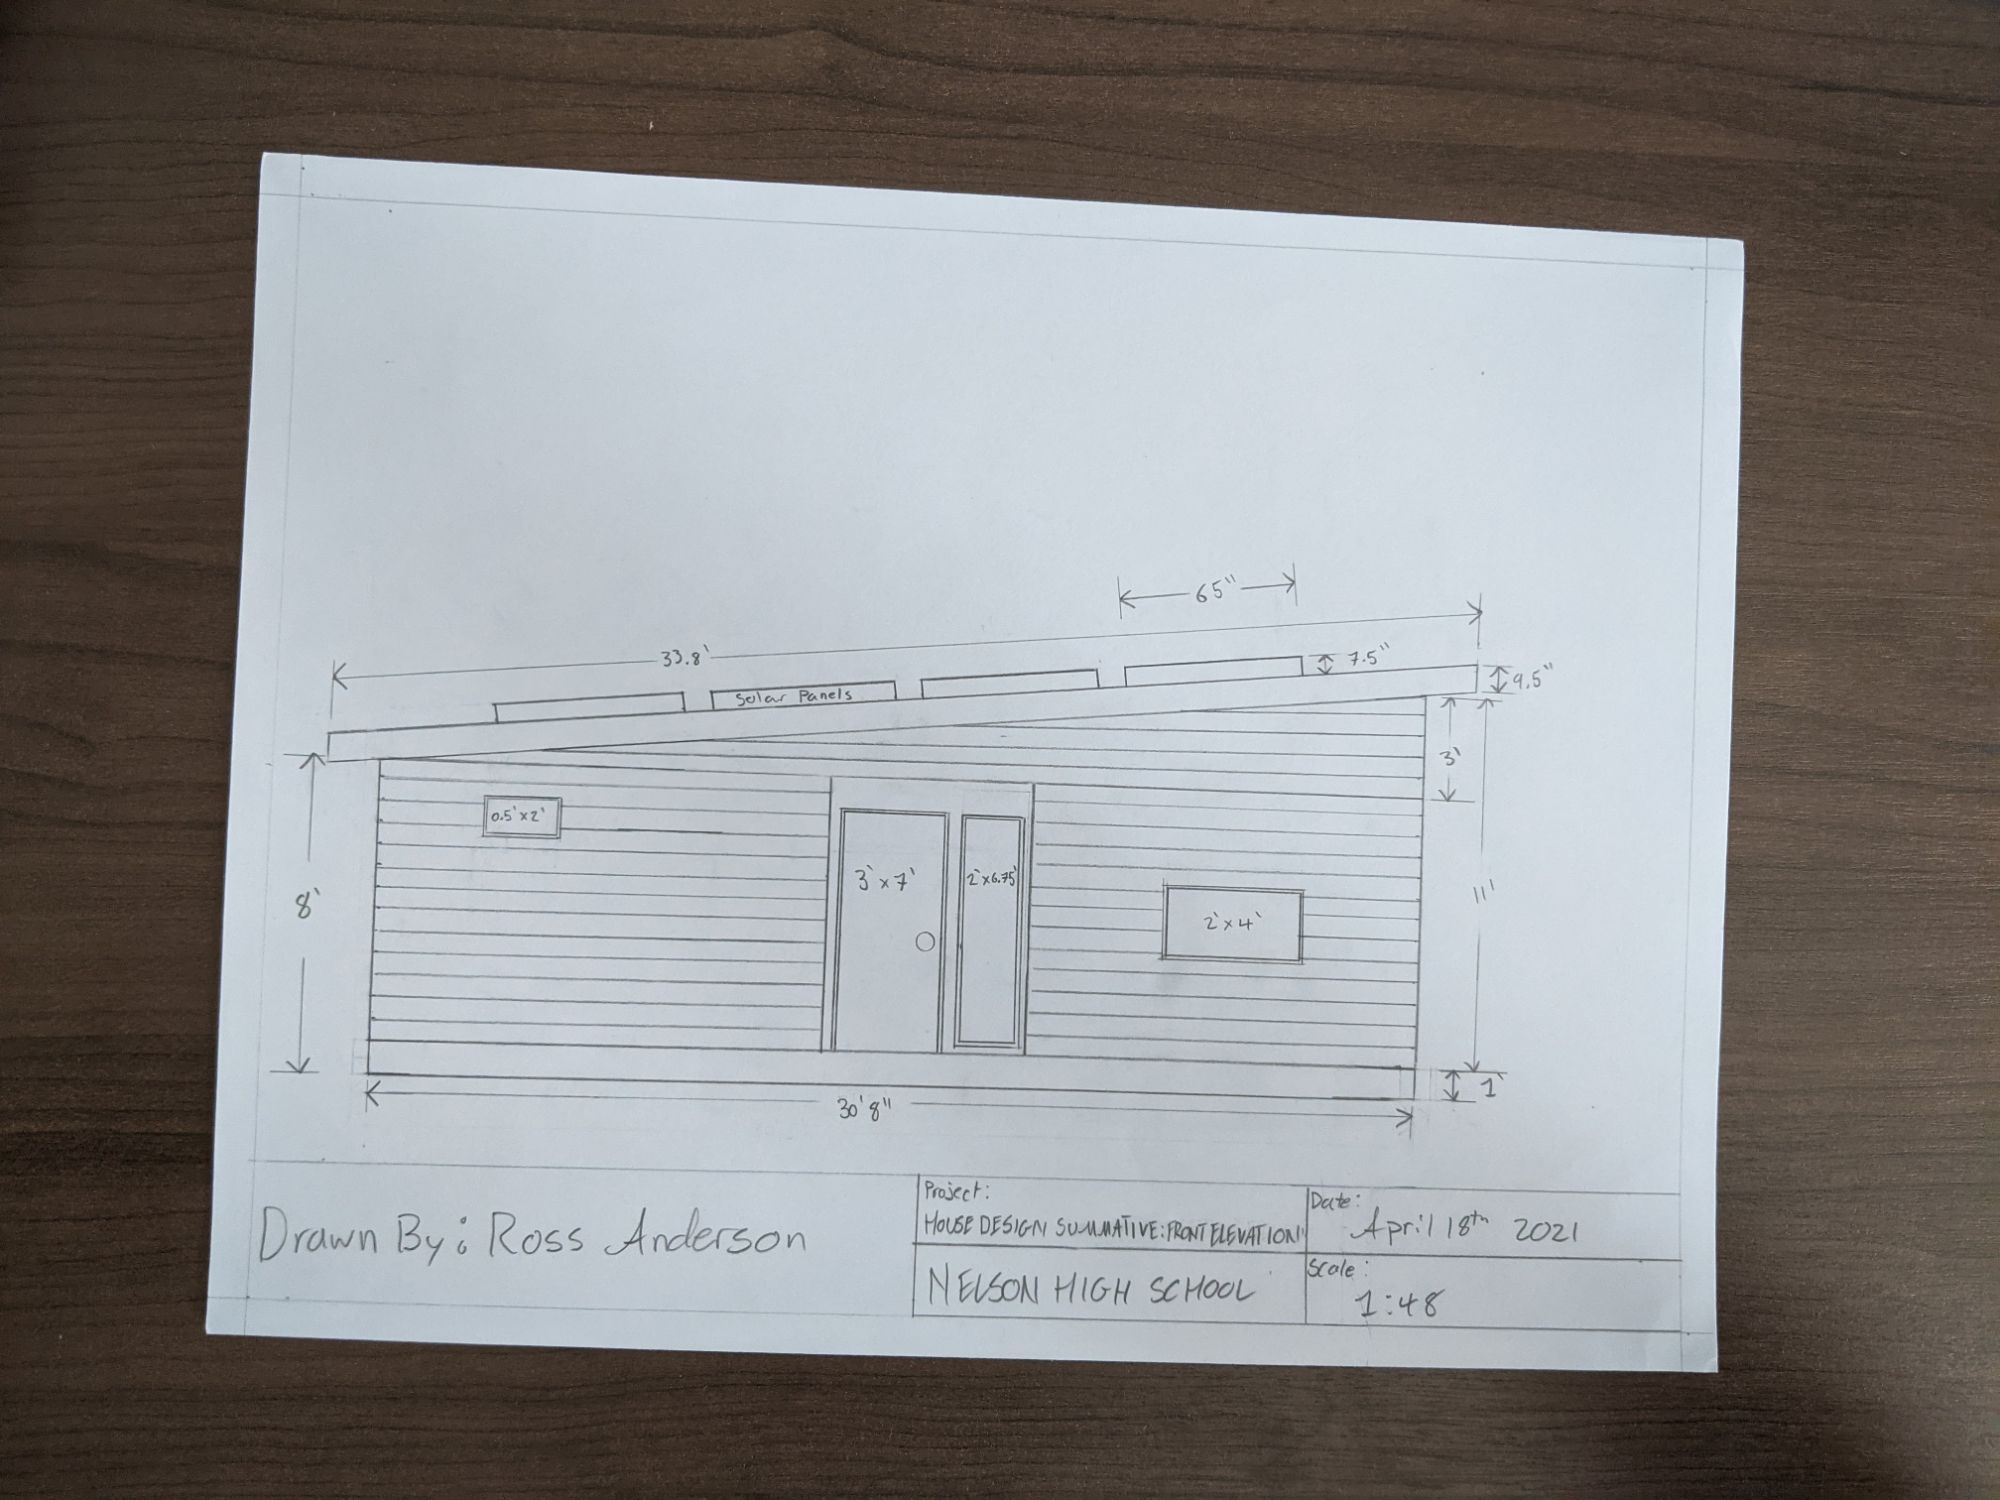 65"
33.8'
7.5"
Solar Panels
9.5"
3'
0.5'x2'
3'x7'
2'x6.75'
8'
11'
2'x4'
1'
30'8"
Project:
HOUSE DESIGN SUMMATIVE: FRONT ELEVATION
Date:
April 18th 2021
Drawn By: Ross Anderson
NELSON HIGH SCHOOL
Scale:
1:48